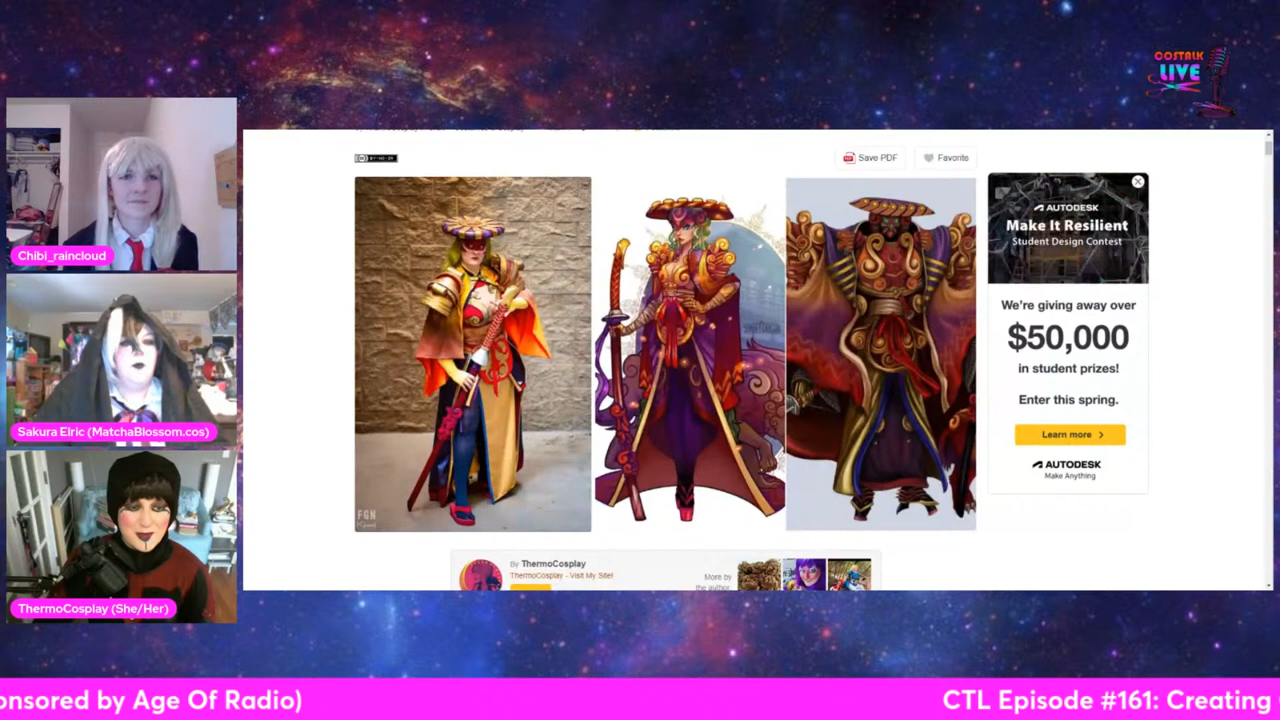 COSTALK
LIVE
Chibi_raincloud
Sakura Elric (MatchaBlossom.cos)
ThermoCosplay (She/Her)
Save PDF
Favorite
FGN
AUTODESK
Make It Resilient
Student Design Contest
We're giving away over
$50,000
in student prizes!
Enter this spring.
Learn more
AUTODESK
Make Anything
By ThermoCosplay
ThermoCosplay - Visit My Site!
More by
the author:
onsored by Age Of Radio)
CTL Episode #161: Creating